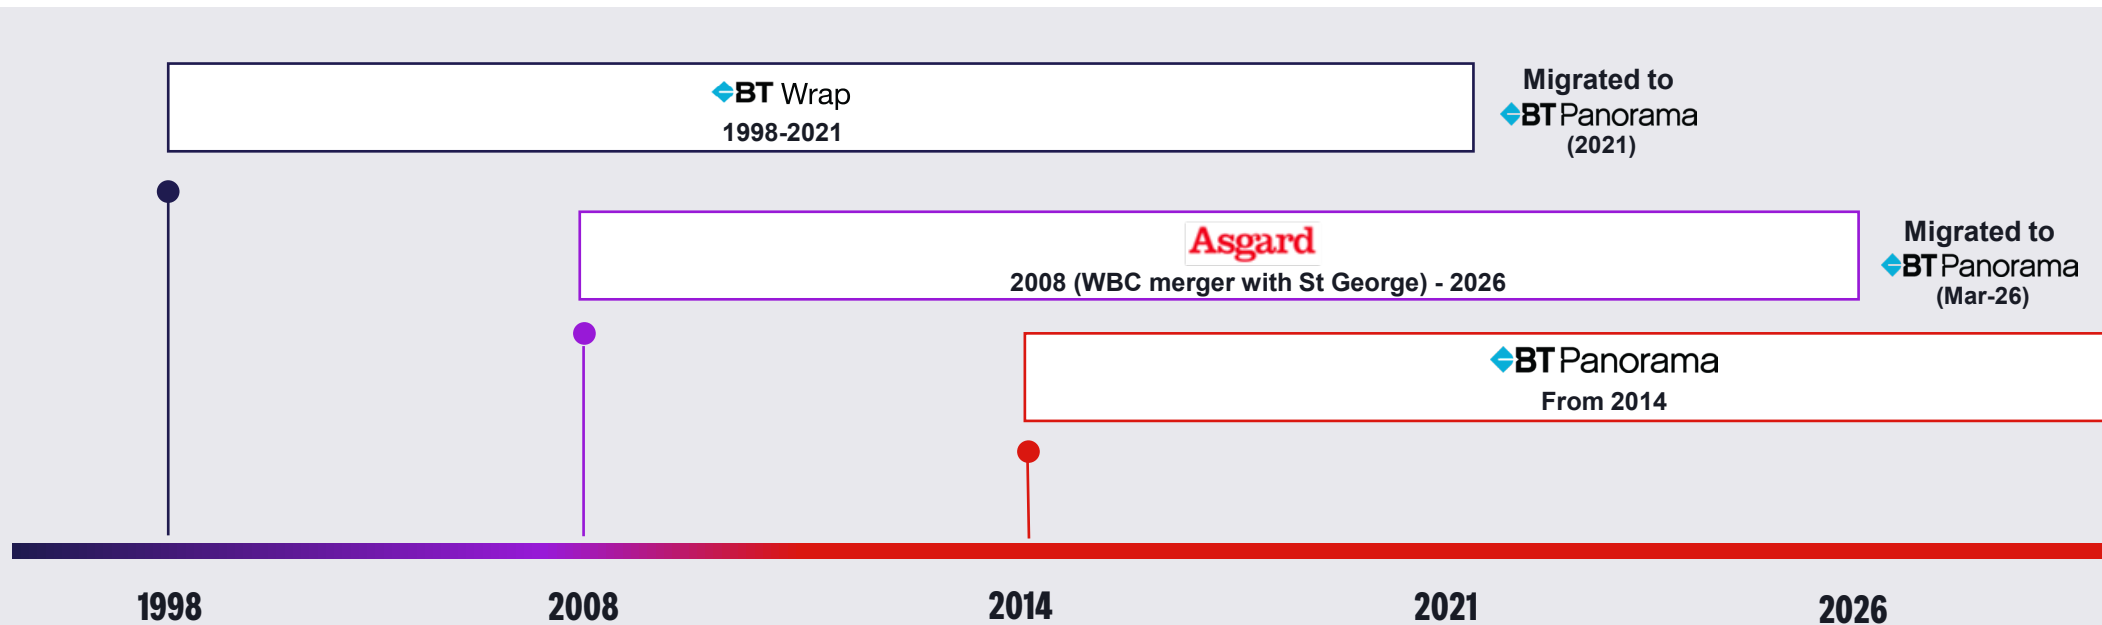 BT Wrap
1998-2021
Migrated to
BT Panorama
(2021)
Asgard
2008 (WBC merger with St George) - 2026
Migrated to
BT Panorama
(Mar-26)
BT Panorama
From 2014
1998
2008
2014
2021
2026